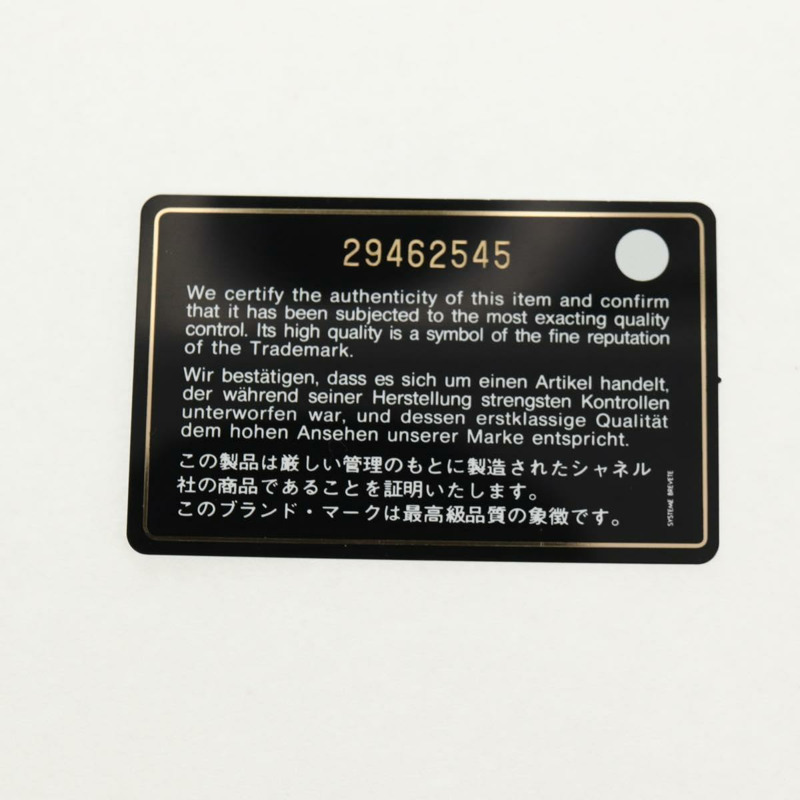 29462545
We certify the authenticity of this item and confirm
that it has been subjected to the most exacting quality
control. Its high quality is a symbol of the fine reputation
of the Trademark.
Wir bestätigen, dass es sich um einen Artikel handelt,
der während seiner Herstellung strengsten Kontrollen
unterworfen war, und dessen erstklassige Qualität
dem hohen Ansehen unserer Marke entspricht.
この製品は厳しい管理のもとに製造されたシャネル
社の商品であることを証明いたします。
このブランド・マークは最高級品質の象徴です。
SYSTEME BREVETE